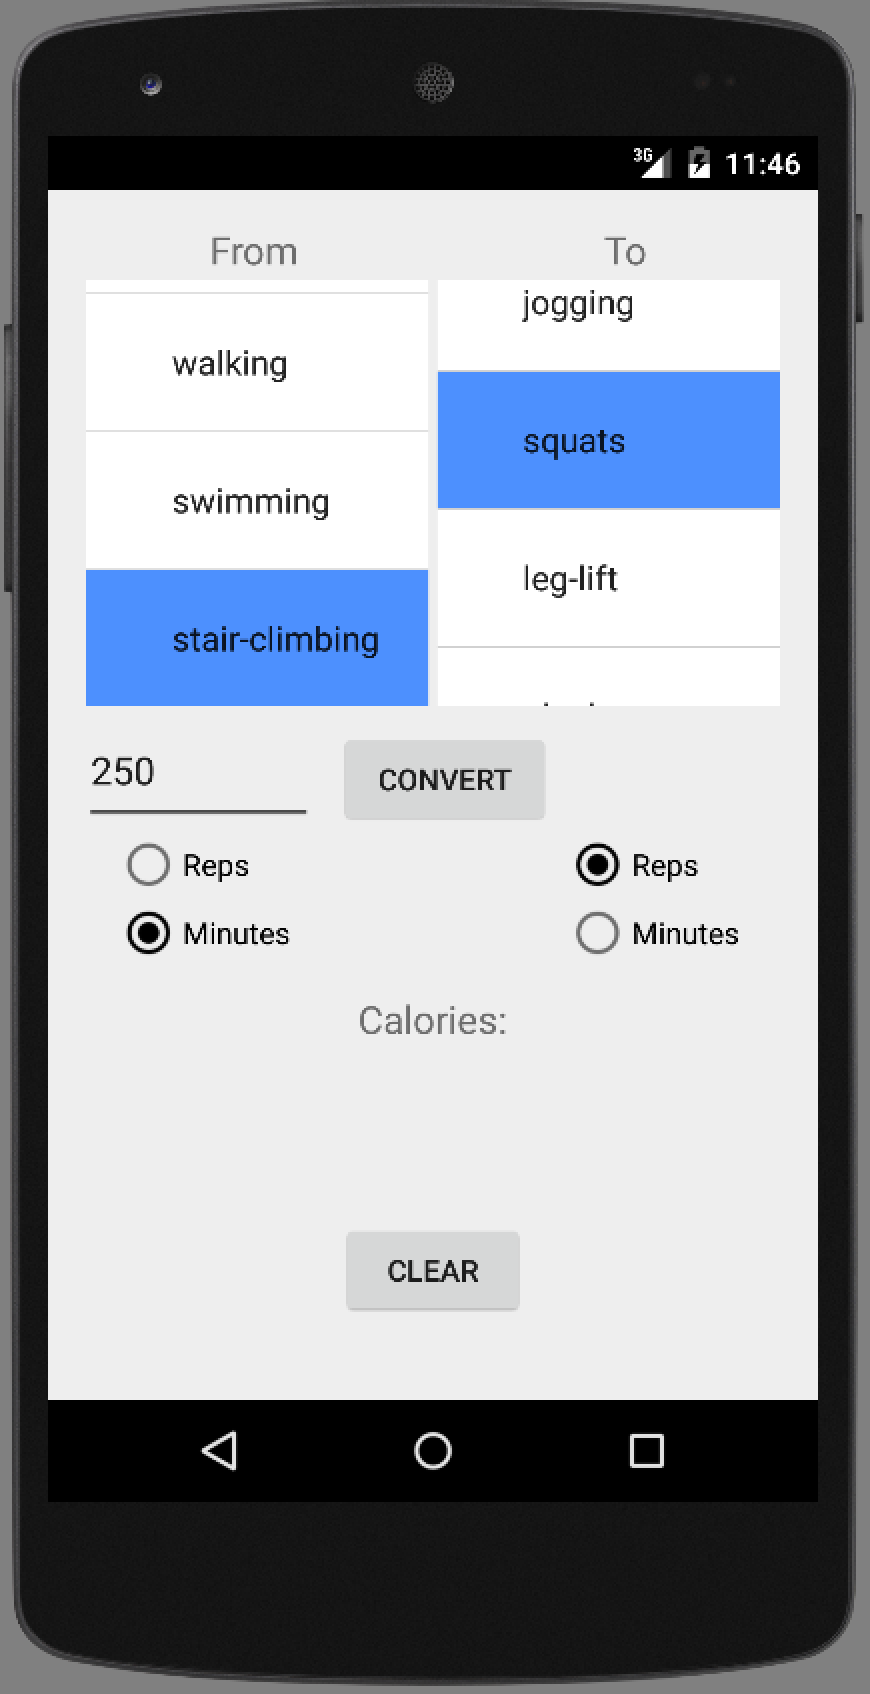 3G 11:46
From To
jogging
walking
squats
swimming
leg-lift
stair-climbing
250 CONVERT
Reps Reps
Minutes Minutes
Calories:
CLEAR